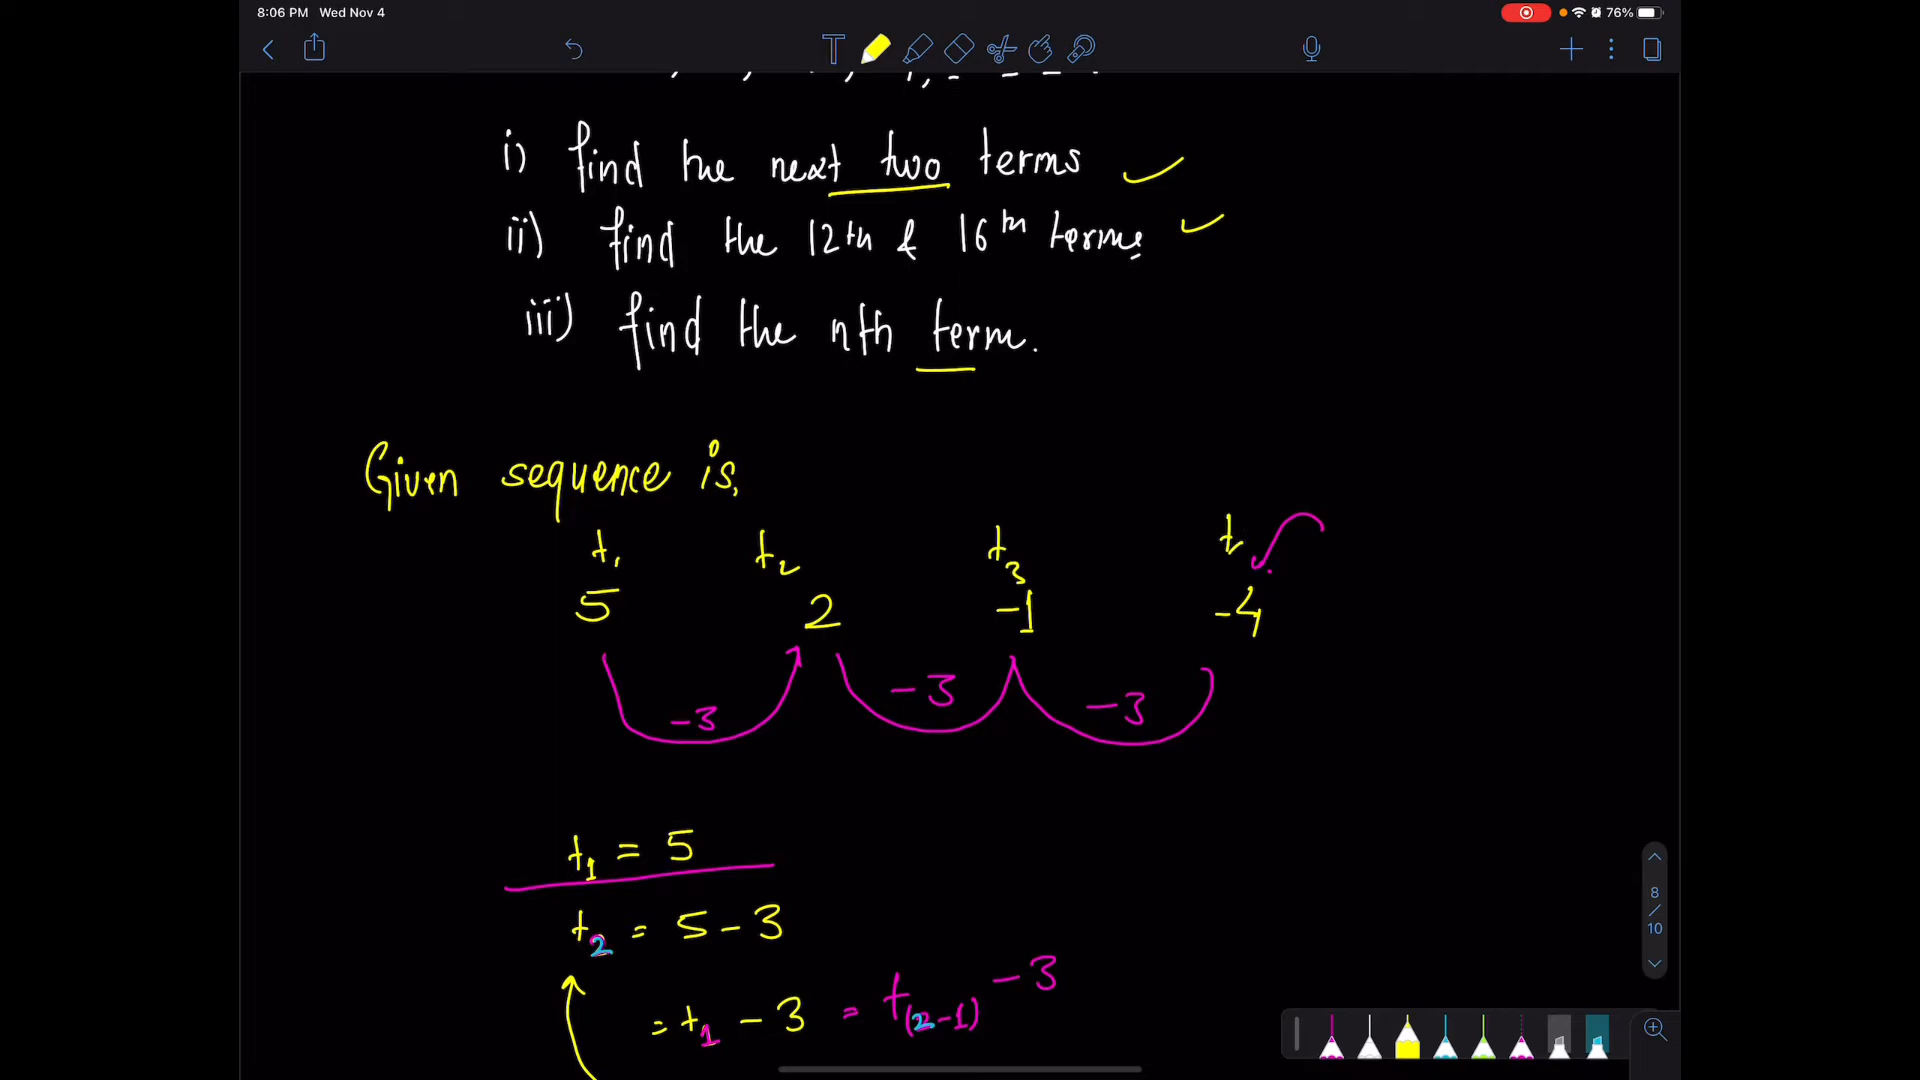 8:06 PM Wed Nov 4
76%
T
i) find the next two terms
ii) find the 12th & 16th terms
iii) find the nth term.
Given sequence is,
t₁ t₂ t₃ t
5 2 -1 -4
-3 -3 -3
t₁ = 5
t₂ = 5 - 3
= t₁ - 3 = t₍₂₋₁₎ - 3
8
/
10